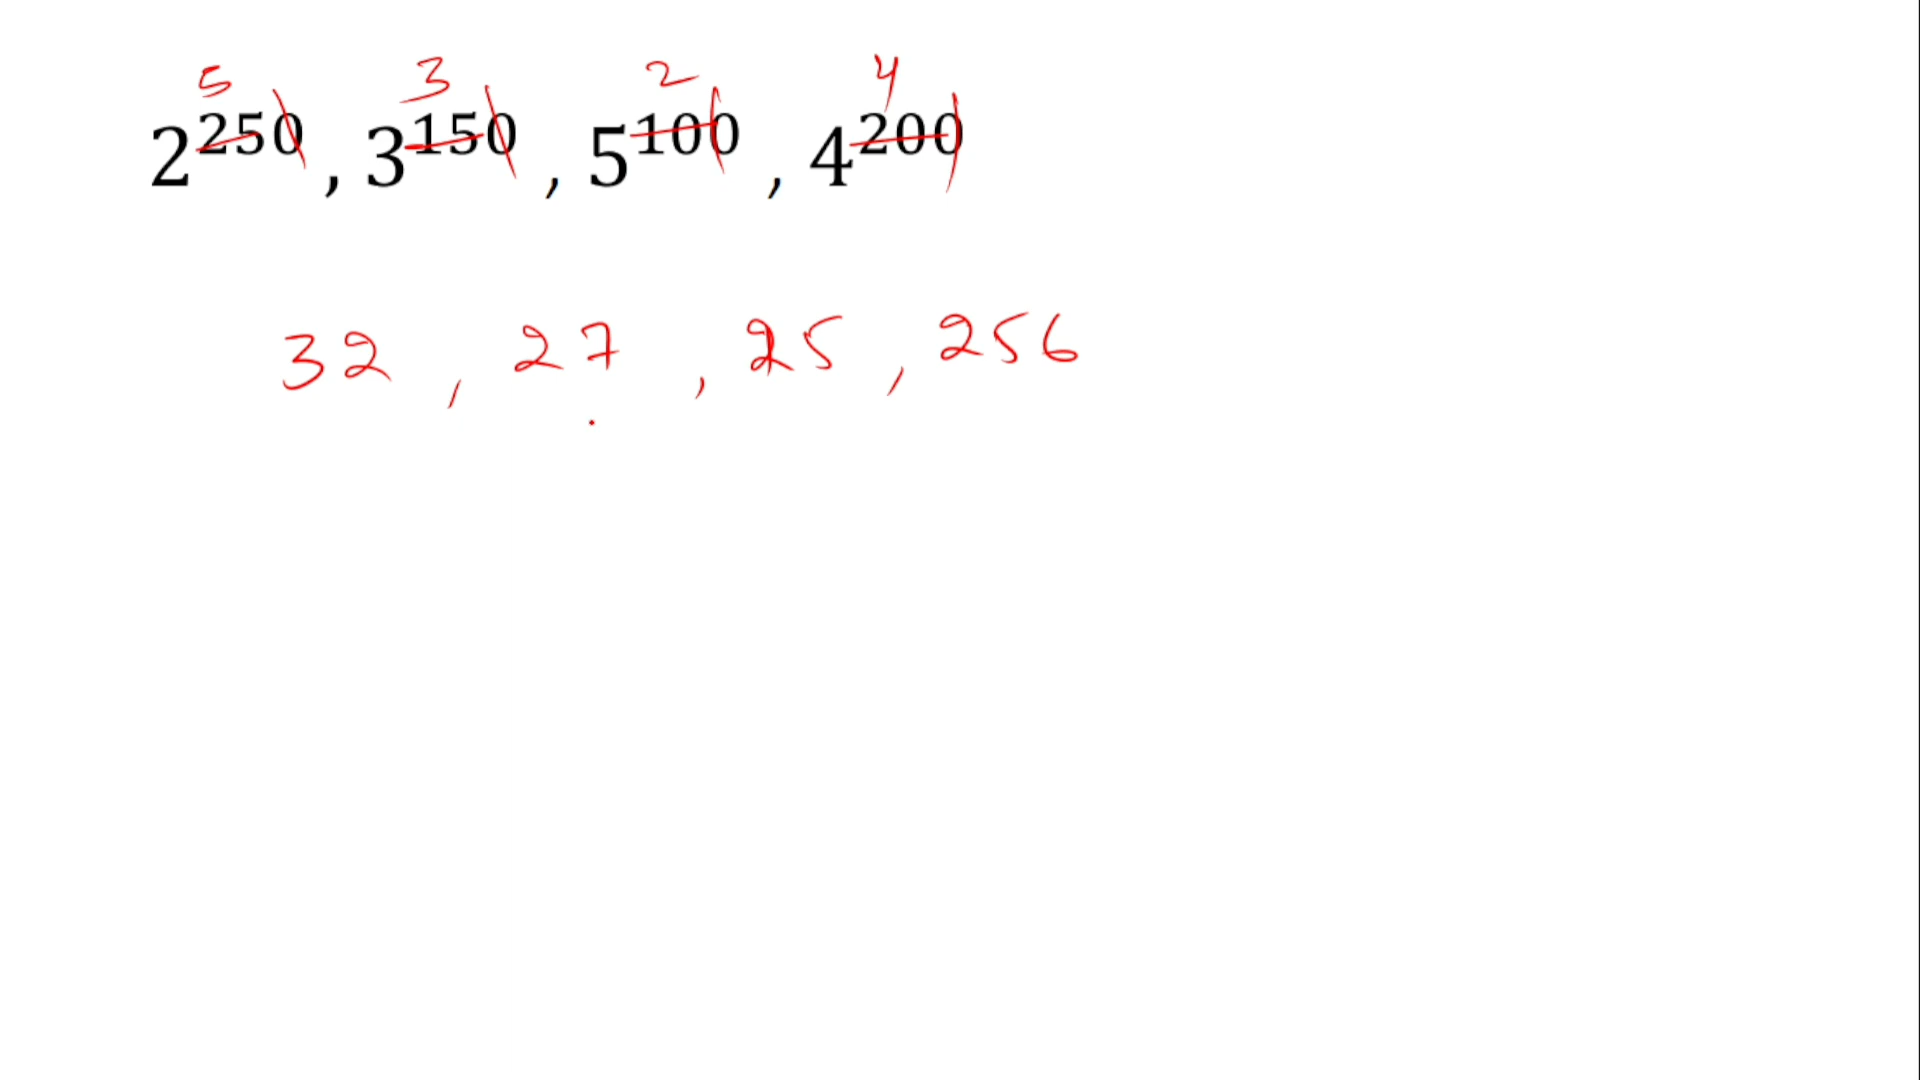 5 3 2 4
2^250 , 3^150 , 5^100 , 4^200
32 , 27 , 25 , 256